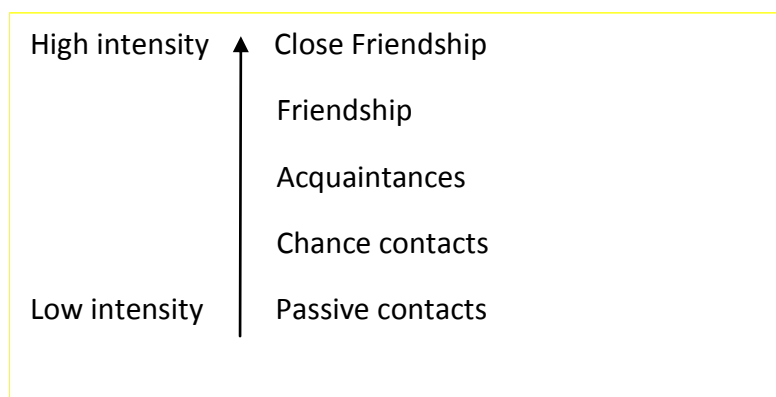 High intensity Close Friendship
Friendship
Acquaintances
Chance contacts
Low intensity Passive contacts